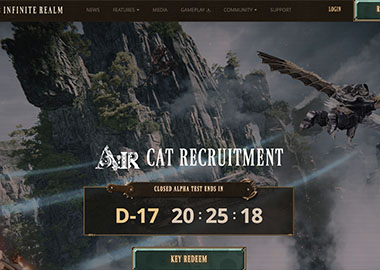 INFINITE REALM
NEWS FEATURES MEDIA GAMEPLAY COMMUNITY SUPPORT LOGIN
A:IR CAT RECRUITMENT
CLOSED ALPHA TEST ENDS IN
D-17 20:25:18
KEY REDEEM